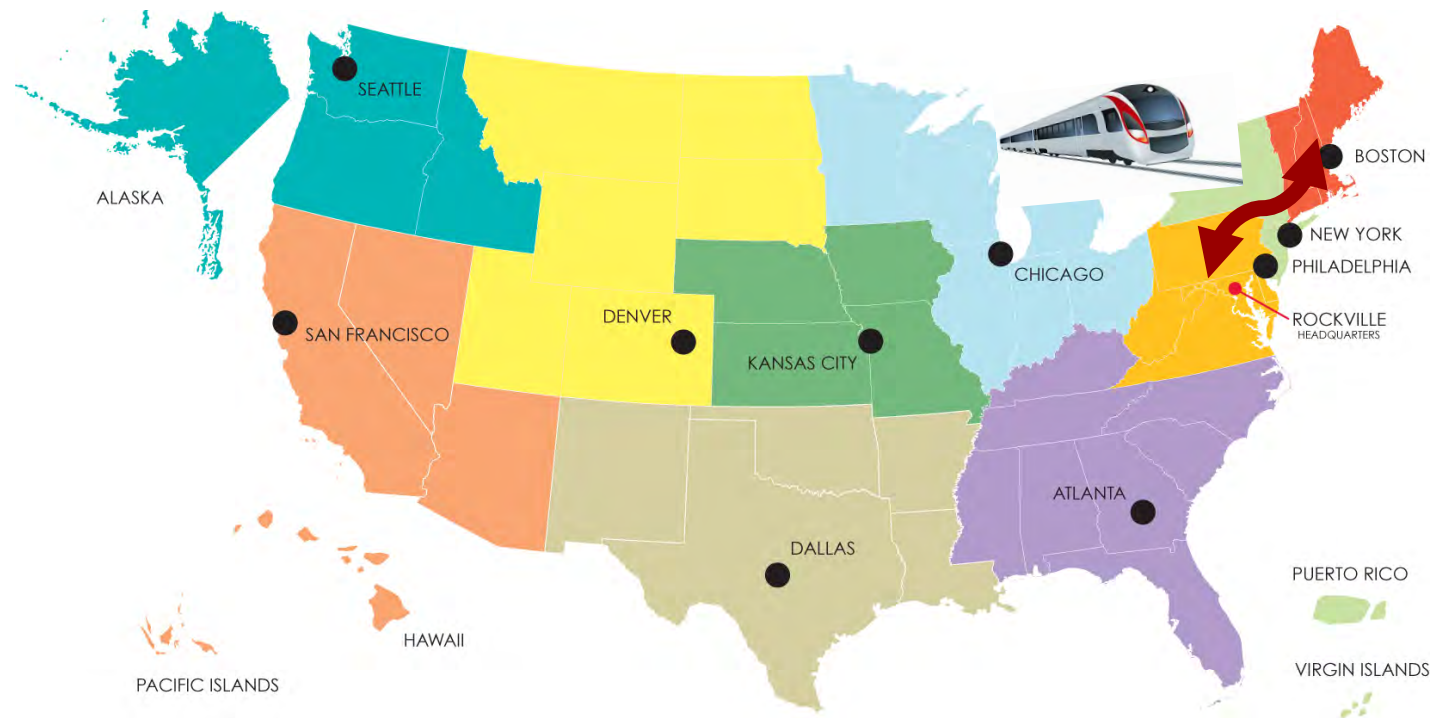 SEATTLE
BOSTON
ALASKA
NEW YORK
PHILADELPHIA
CHICAGO
DENVER
ROCKVILLE
HEADQUARTERS
SAN FRANCISCO
KANSAS CITY
ATLANTA
DALLAS
PUERTO RICO
HAWAII
VIRGIN ISLANDS
PACIFIC ISLANDS